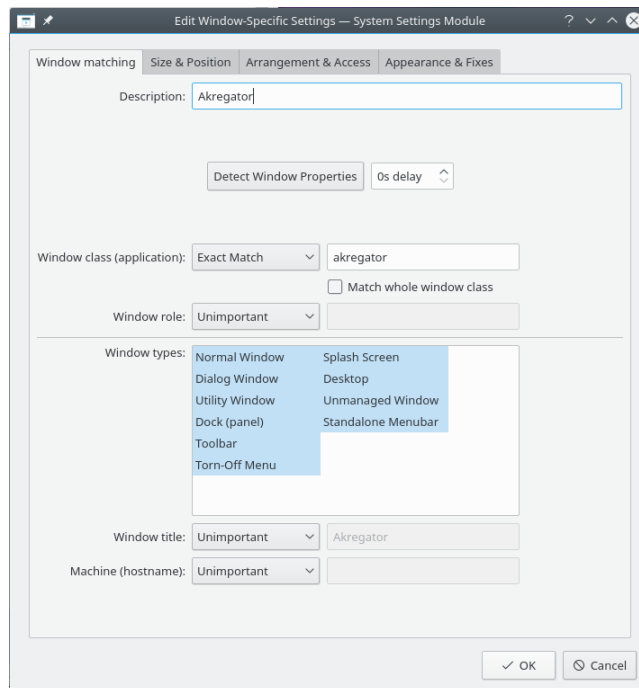 Edit Window-Specific Settings — System Settings Module
Window matching Size & Position Arrangement & Access Appearance & Fixes
Description: Akregator
Detect Window Properties 0s delay
Window class (application): Exact Match akregator
Match whole window class
Window role: Unimportant
Window types: Normal Window Splash Screen
Dialog Window Desktop
Utility Window Unmanaged Window
Dock (panel) Standalone Menubar
Toolbar
Torn-Off Menu
Window title: Unimportant Akregator
Machine (hostname): Unimportant
OK Cancel